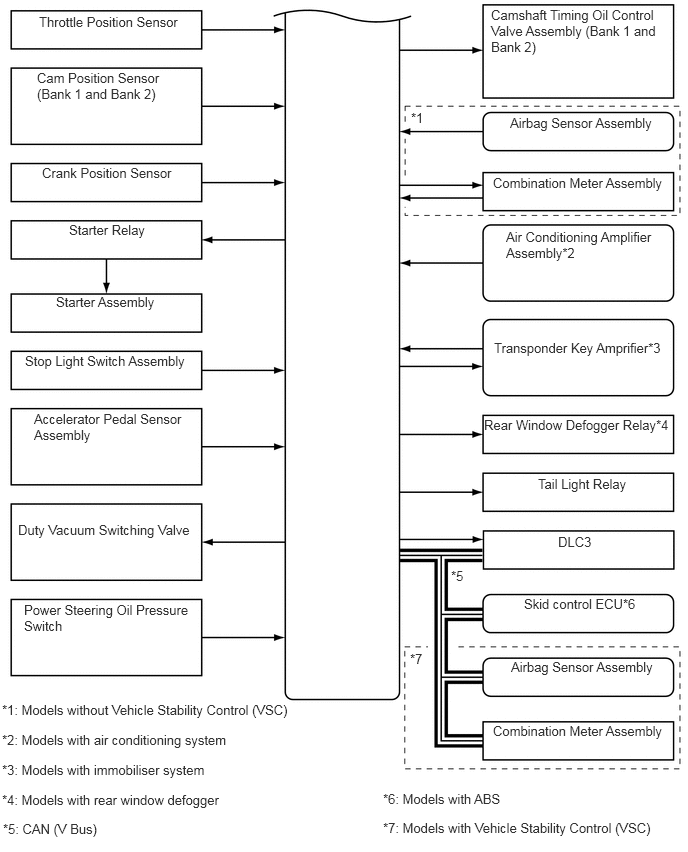 Throttle Position Sensor
Cam Position Sensor
(Bank 1 and Bank 2)
Crank Position Sensor
Starter Relay
Starter Assembly
Stop Light Switch Assembly
Accelerator Pedal Sensor
Assembly
Duty Vacuum Switching Valve
Power Steering Oil Pressure
Switch
Camshaft Timing Oil Control
Valve Assembly (Bank 1 and
Bank 2)
*1
Airbag Sensor Assembly
Combination Meter Assembly
Air Conditioning Amplifier
Assembly*2
Transponder Key Amprifier*3
Rear Window Defogger Relay*4
Tail Light Relay
DLC3
*5
Skid control ECU*6
*7
Airbag Sensor Assembly
Combination Meter Assembly
*1: Models without Vehicle Stability Control (VSC)
*2: Models with air conditioning system
*3: Models with immobiliser system
*4: Models with rear window defogger
*5: CAN (V Bus)
*6: Models with ABS
*7: Models with Vehicle Stability Control (VSC)